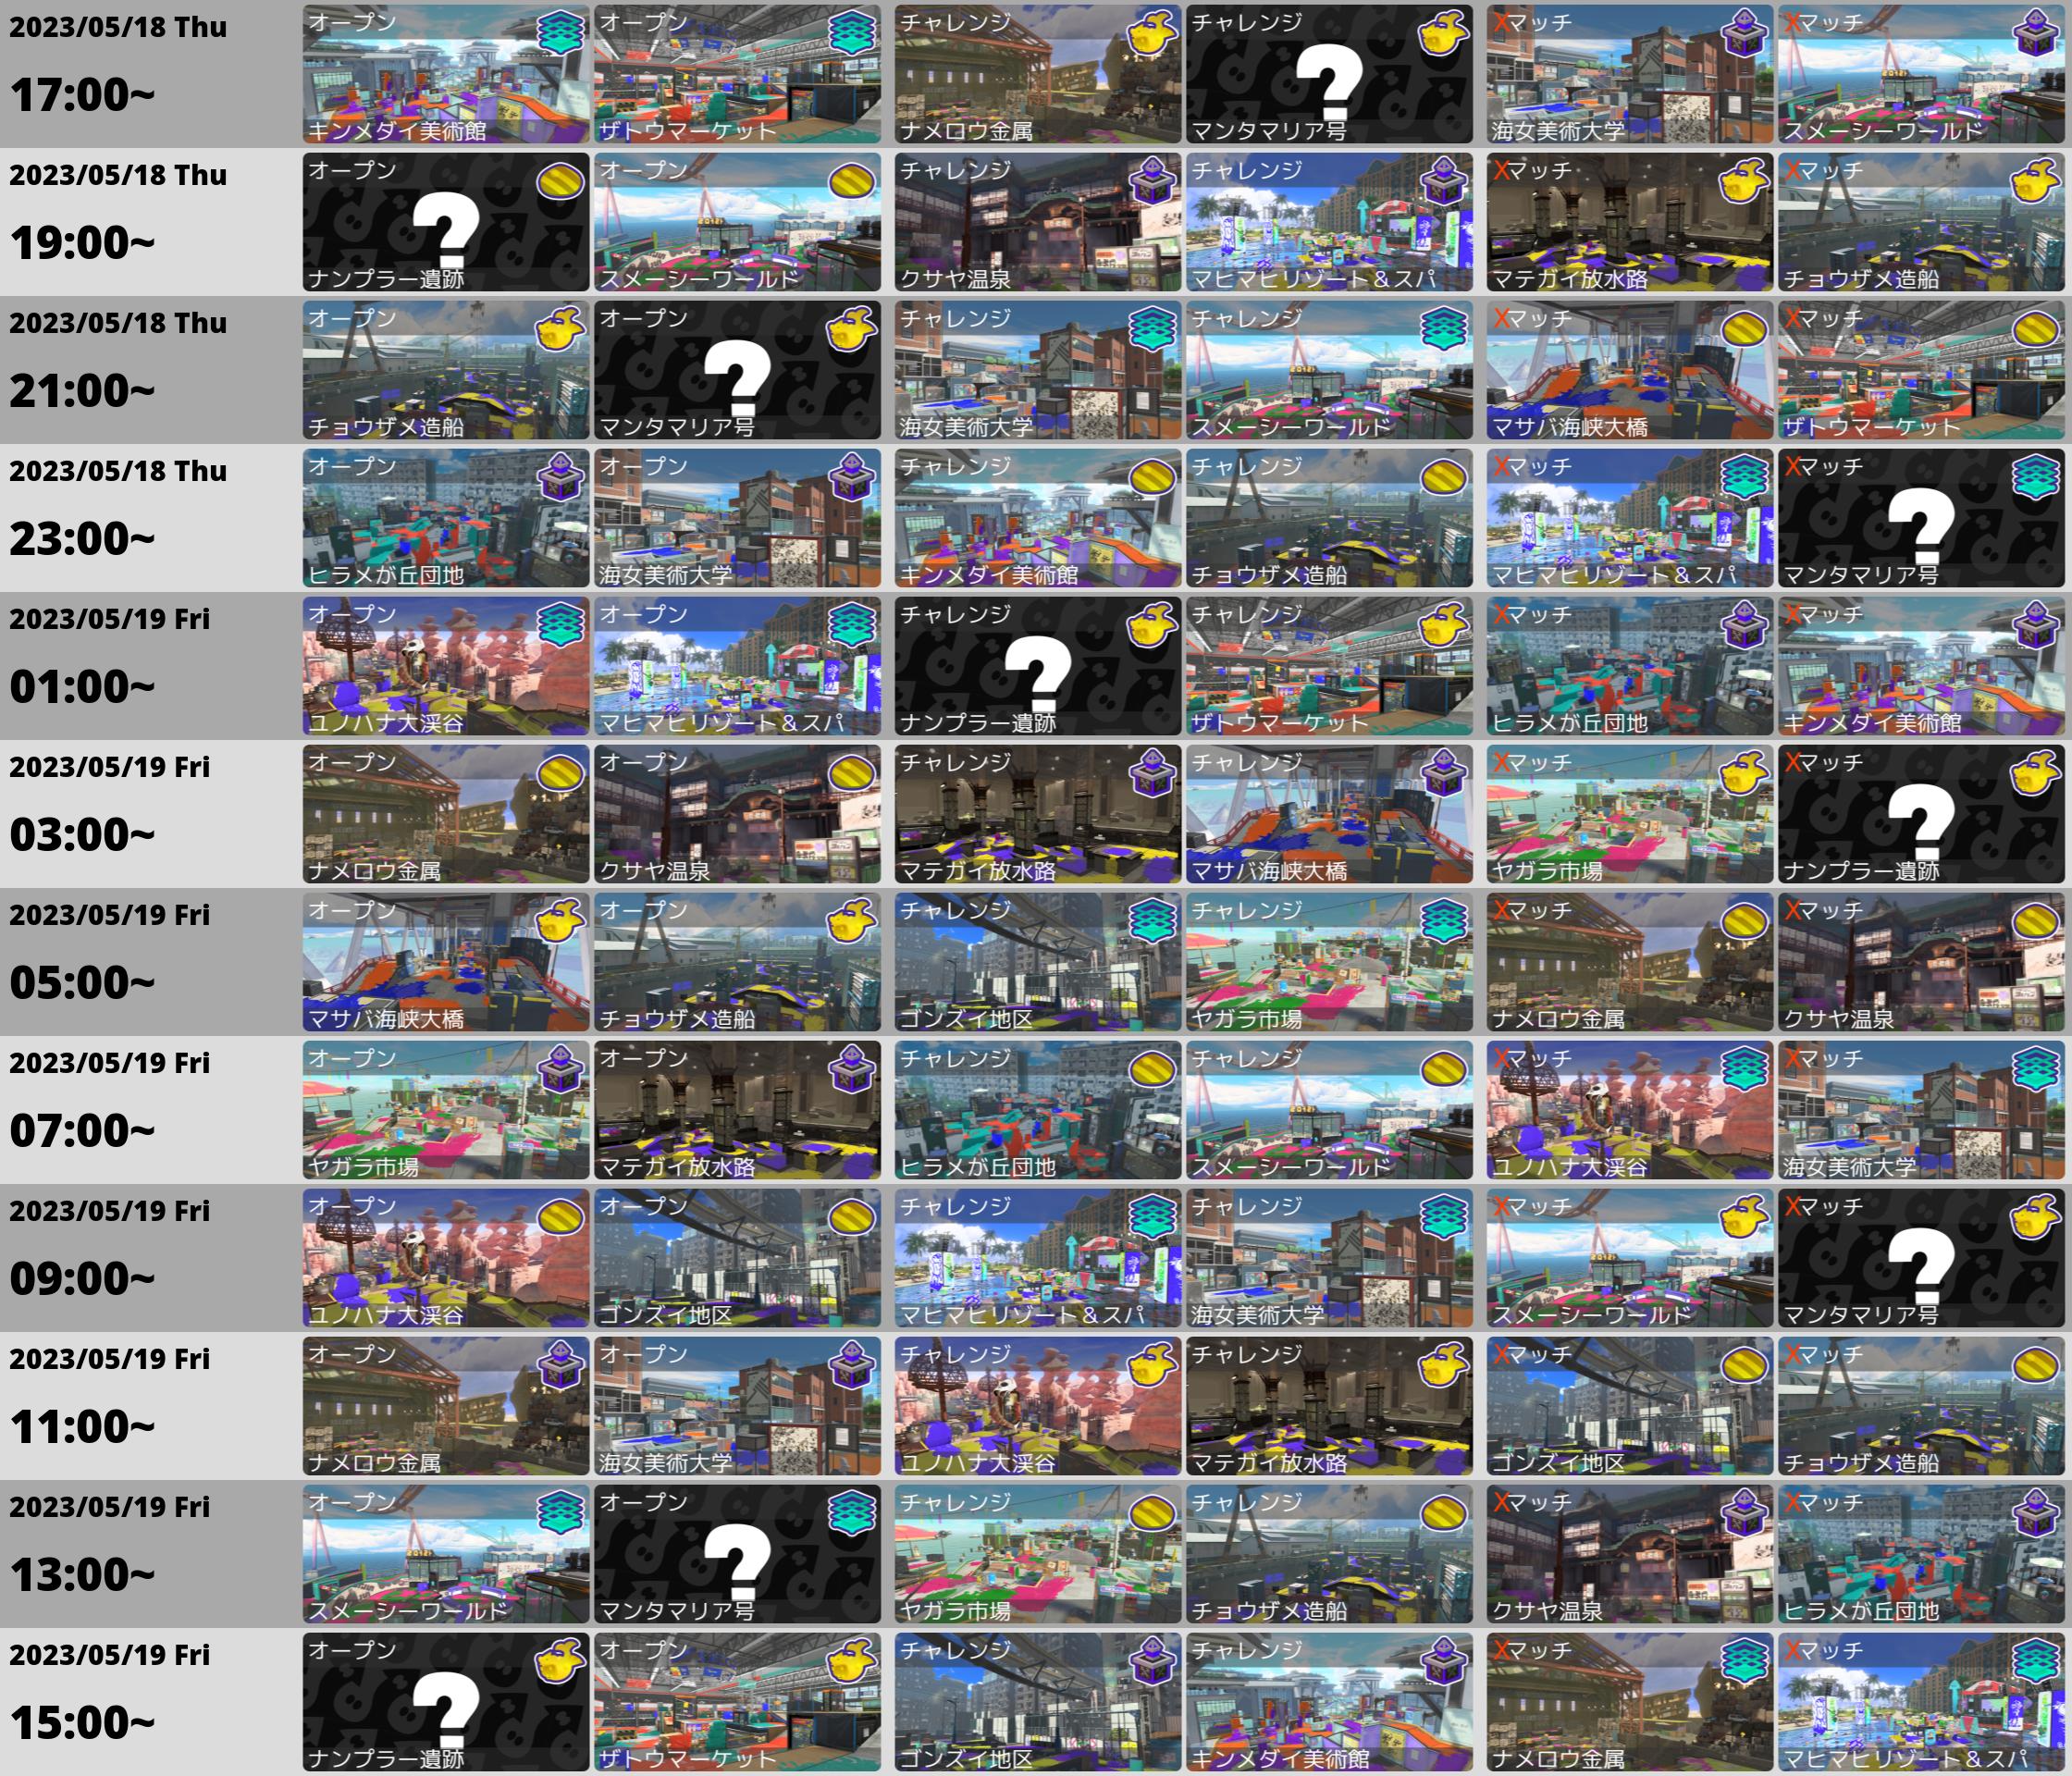 2023/05/18 Thu
17:00~
オープン
キンメダイ美術館
オープン
ザトウマーケット
チャレンジ
ナメロウ金属
チャレンジ
マンタマリア号
Xマッチ
海女美術大学
Xマッチ
スメーシーワールド
2023/05/18 Thu
19:00~
オープン
ナンプラー遺跡
オープン
スメーシーワールド
チャレンジ
クサヤ温泉
チャレンジ
マヒマヒリゾート＆スパ
Xマッチ
マテガイ放水路
Xマッチ
チョウザメ造船
2023/05/18 Thu
21:00~
オープン
チョウザメ造船
オープン
マンタマリア号
チャレンジ
海女美術大学
チャレンジ
スメーシーワールド
Xマッチ
マサバ海峡大橋
Xマッチ
ザトウマーケット
2023/05/18 Thu
23:00~
オープン
ヒラメが丘団地
オープン
海女美術大学
チャレンジ
キンメダイ美術館
チャレンジ
チョウザメ造船
Xマッチ
マヒマヒリゾート＆スパ
Xマッチ
マンタマリア号
2023/05/19 Fri
01:00~
オープン
ユノハナ大渓谷
オープン
マヒマヒリゾート＆スパ
チャレンジ
ナンプラー遺跡
チャレンジ
ザトウマーケット
Xマッチ
ヒラメが丘団地
Xマッチ
キンメダイ美術館
2023/05/19 Fri
03:00~
オープン
ナメロウ金属
オープン
クサヤ温泉
チャレンジ
マテガイ放水路
チャレンジ
マサバ海峡大橋
Xマッチ
ヤガラ市場
Xマッチ
ナンプラー遺跡
2023/05/19 Fri
05:00~
オープン
マサバ海峡大橋
オープン
チョウザメ造船
チャレンジ
ゴンズイ地区
チャレンジ
ヤガラ市場
Xマッチ
ナメロウ金属
Xマッチ
クサヤ温泉
2023/05/19 Fri
07:00~
オープン
ヤガラ市場
オープン
マテガイ放水路
チャレンジ
ヒラメが丘団地
チャレンジ
スメーシーワールド
Xマッチ
ユノハナ大渓谷
Xマッチ
海女美術大学
2023/05/19 Fri
09:00~
オープン
ユノハナ大渓谷
オープン
ゴンズイ地区
チャレンジ
マヒマヒリゾート＆スパ
チャレンジ
海女美術大学
Xマッチ
スメーシーワールド
Xマッチ
マンタマリア号
2023/05/19 Fri
11:00~
オープン
ナメロウ金属
オープン
海女美術大学
チャレンジ
ユノハナ大渓谷
チャレンジ
マテガイ放水路
Xマッチ
ゴンズイ地区
Xマッチ
チョウザメ造船
2023/05/19 Fri
13:00~
オープン
スメーシーワールド
オープン
マンタマリア号
チャレンジ
ヤガラ市場
チャレンジ
チョウザメ造船
Xマッチ
クサヤ温泉
Xマッチ
ヒラメが丘団地
2023/05/19 Fri
15:00~
オープン
ナンプラー遺跡
オープン
ザトウマーケット
チャレンジ
ゴンズイ地区
チャレンジ
キンメダイ美術館
Xマッチ
ナメロウ金属
Xマッチ
マヒマヒリゾート＆スパ